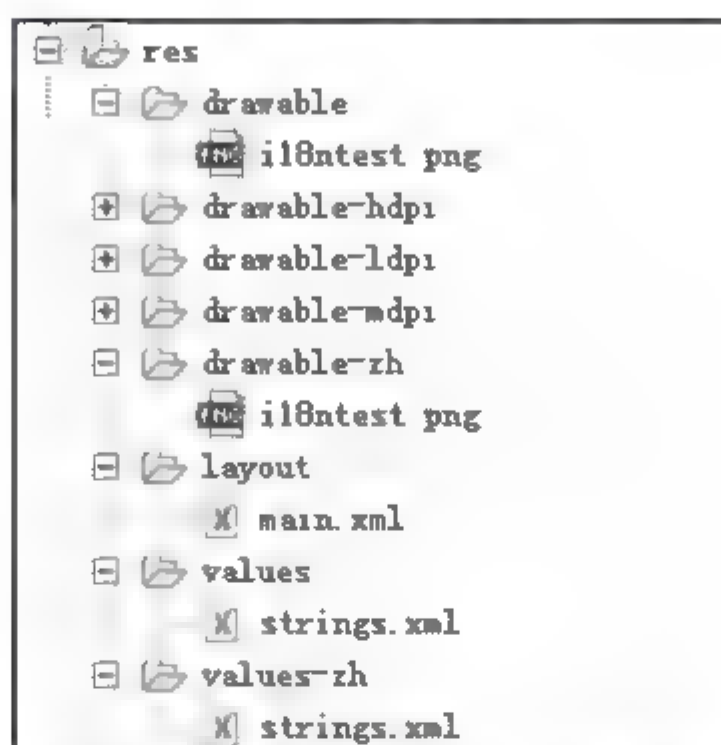 res
drawable
i18ntest png
drawable-hdpi
drawable-ldpi
drawable-mdpi
drawable-zh
i18ntest png
layout
main.xml
values
strings.xml
values-zh
strings.xml